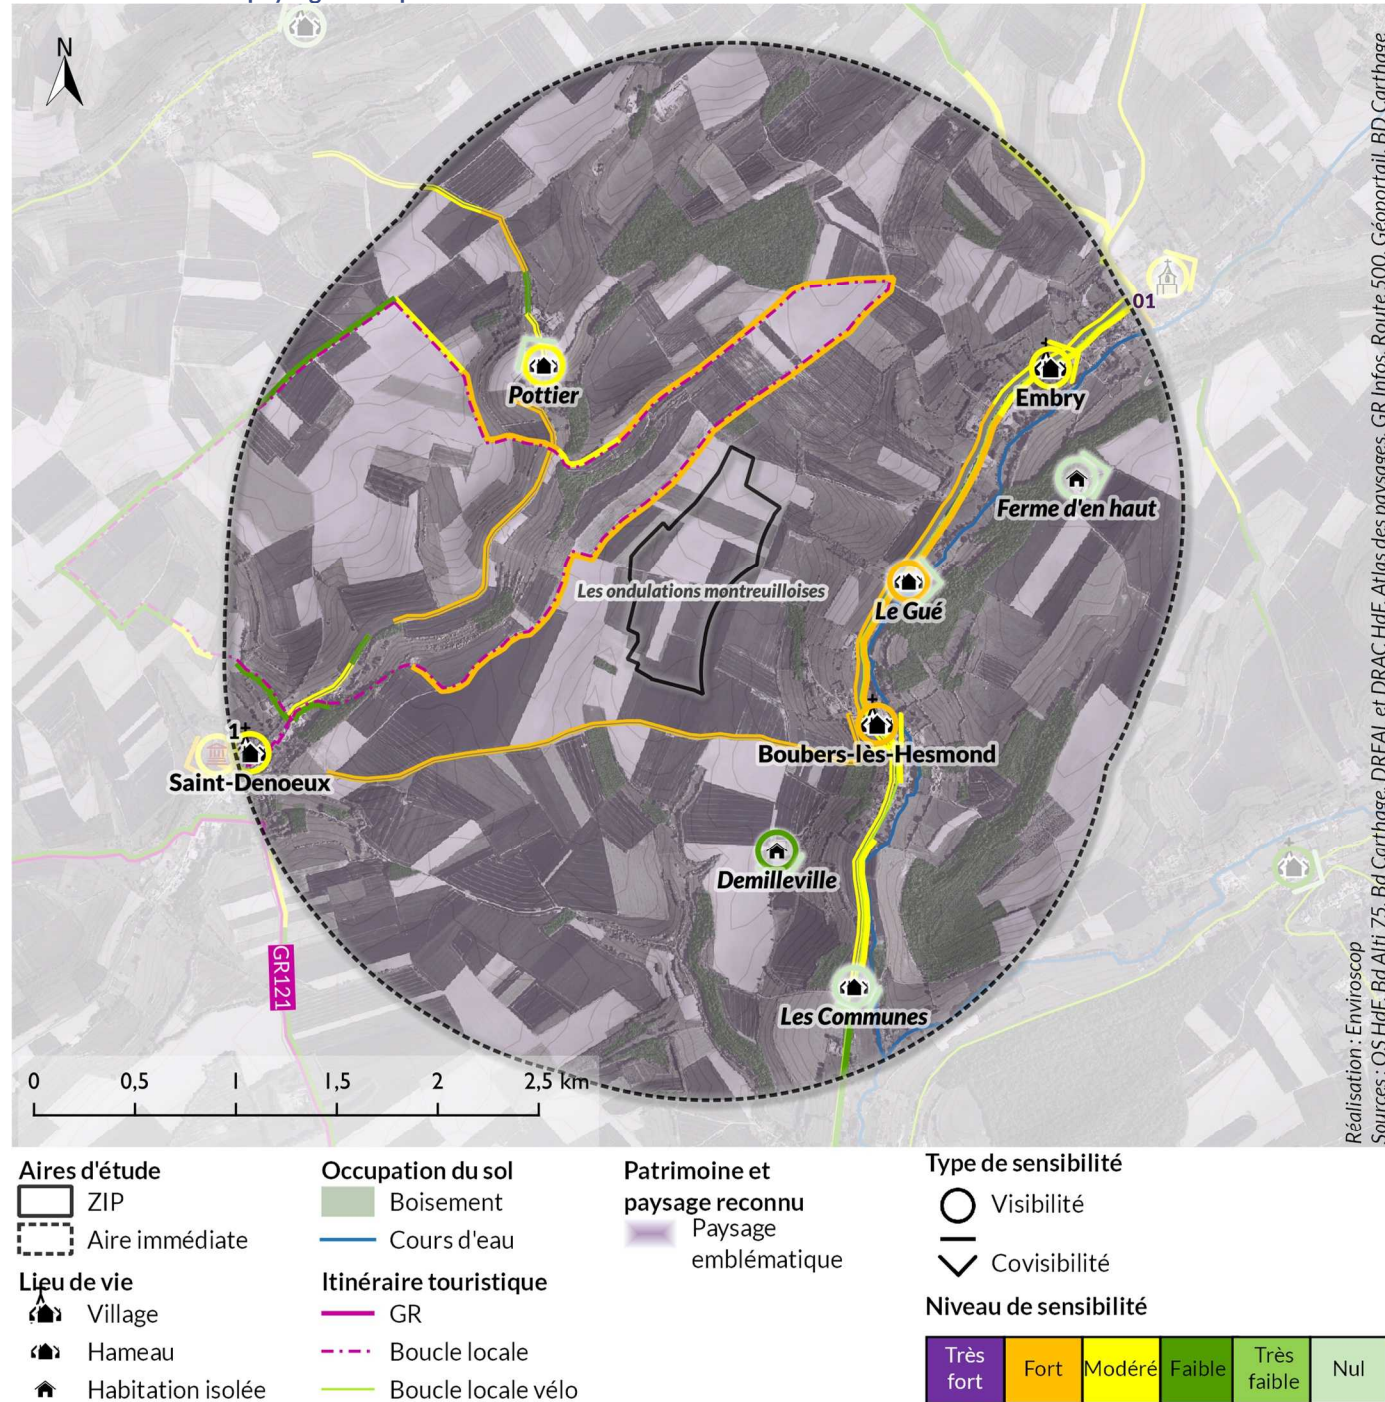 N
Pottier
01
Embry
Ferme d'en haut
Les ondulations montreuilloises
Le Gué
1
Saint-Denoeux
Boubers-lès-Hesmond
Demilleville
GR121
Les Communes
0 0,5 1 1,5 2 2,5 km
Réalisation : Enviroscop
Sources : OS HdF, Bd Alti 75, Bd Carthage, DREAL et DRAC HdF, Atlas des paysages, GR Infos, Route 500, Géoportail, BD Carthage,
Aires d'étude
ZIP
Aire immédiate
Lieu de vie
Village
Hameau
Habitation isolée
Occupation du sol
Boisement
Cours d'eau
Itinéraire touristique
GR
Boucle locale
Boucle locale vélo
Patrimoine et
paysage reconnu
Paysage
emblématique
Type de sensibilité
Visibilité
Covisibilité
Niveau de sensibilité
Très
fort
Fort
Modéré
Faible
Très
faible
Nul